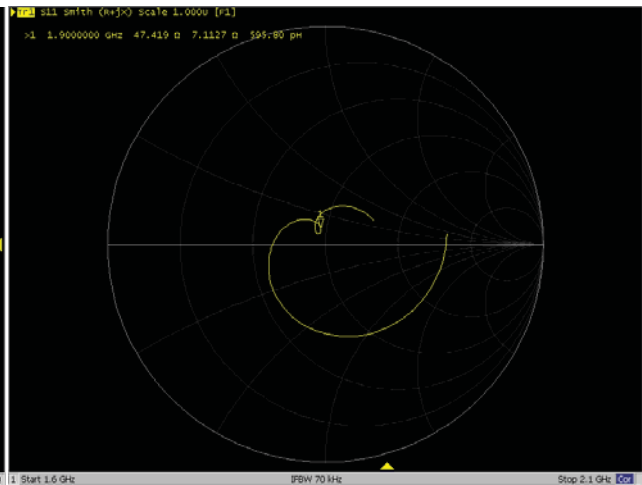 Tr1 S11 Smith (R+jX) Scale 1.000U [F1]
>1 1.9000000 GHz 47.419 Ω 7.1127 Ω 595.80 pH
1
1 Start 1.6 GHz IFBW 70 kHz Stop 2.1 GHz Cor